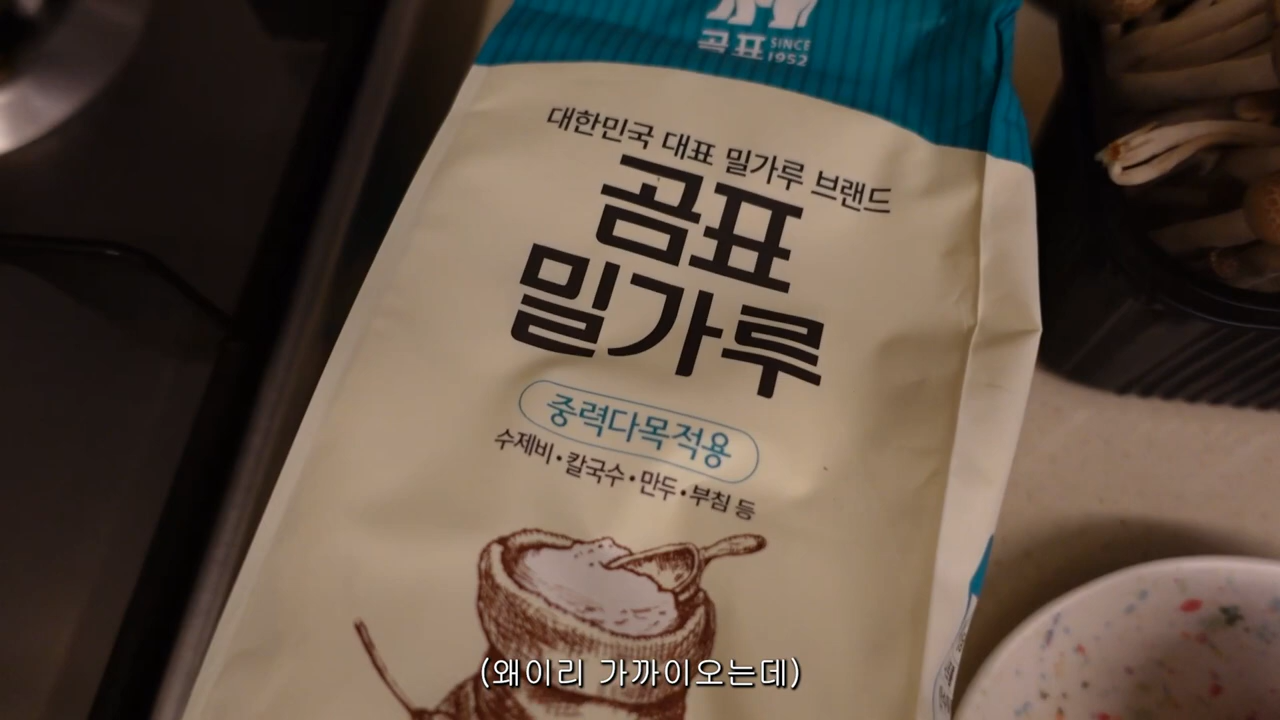 곰표 SINCE 1952
대한민국 대표 밀가루 브랜드
곰표
밀가루
중력다목적용
수제비·칼국수·만두·부침 등
(왜이리 가까이오는데)